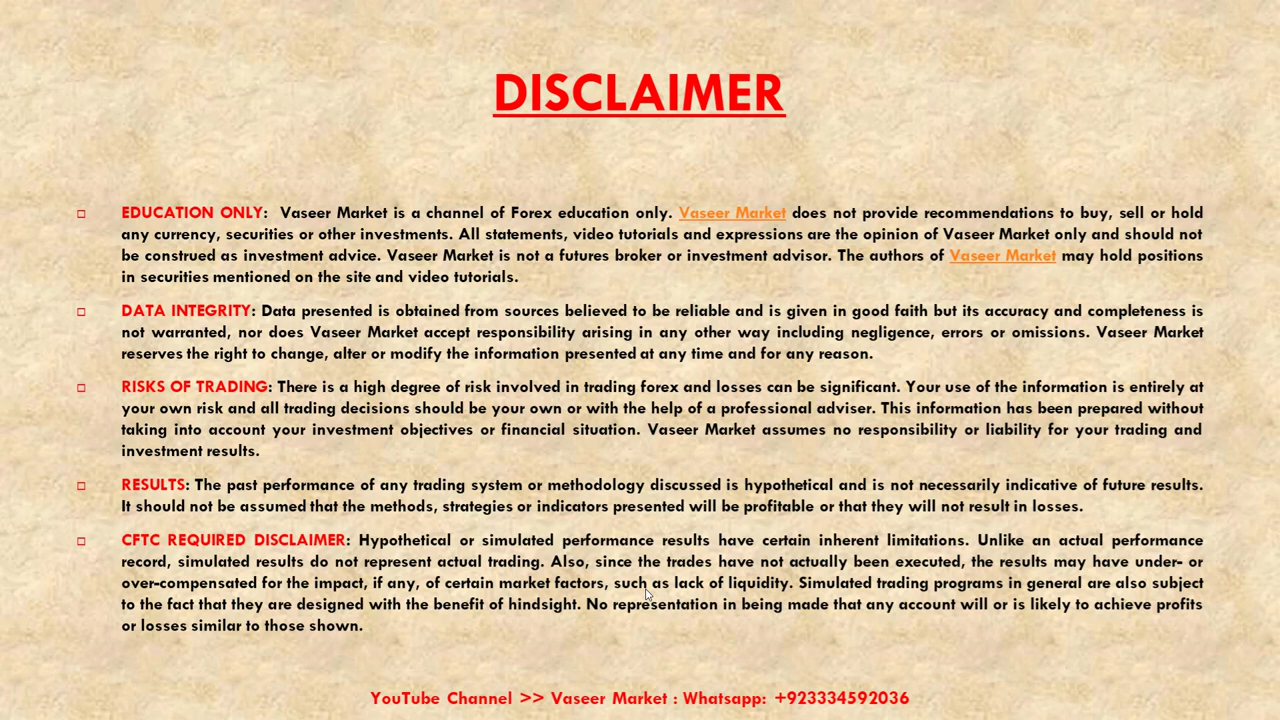 DISCLAIMER
EDUCATION ONLY: Vaseer Market is a channel of Forex education only. Vaseer Market does not provide recommendations to buy, sell or hold
any currency, securities or other investments. All statements, video tutorials and expressions are the opinion of Vaseer Market only and should not
be construed as investment advice. Vaseer Market is not a futures broker or investment advisor. The authors of Vaseer Market may hold positions
in securities mentioned on the site and video tutorials.
DATA INTEGRITY: Data presented is obtained from sources believed to be reliable and is given in good faith but its accuracy and completeness is
not warranted, nor does Vaseer Market accept responsibility arising in any other way including negligence, errors or omissions. Vaseer Market
reserves the right to change, alter or modify the information presented at any time and for any reason.
RISKS OF TRADING: There is a high degree of risk involved in trading forex and losses can be significant. Your use of the information is entirely at
your own risk and all trading decisions should be your own or with the help of a professional adviser. This information has been prepared without
taking into account your investment objectives or financial situation. Vaseer Market assumes no responsibility or liability for your trading and
investment results.
RESULTS: The past performance of any trading system or methodology discussed is hypothetical and is not necessarily indicative of future results.
It should not be assumed that the methods, strategies or indicators presented will be profitable or that they will not result in losses.
CFTC REQUIRED DISCLAIMER: Hypothetical or simulated performance results have certain inherent limitations. Unlike an actual performance
record, simulated results do not represent actual trading. Also, since the trades have not actually been executed, the results may have under- or
over-compensated for the impact, if any, of certain market factors, such as lack of liquidity. Simulated trading programs in general are also subject
to the fact that they are designed with the benefit of hindsight. No representation in being made that any account will or is likely to achieve profits
or losses similar to those shown.
YouTube Channel >> Vaseer Market : Whatsapp: +923334592036